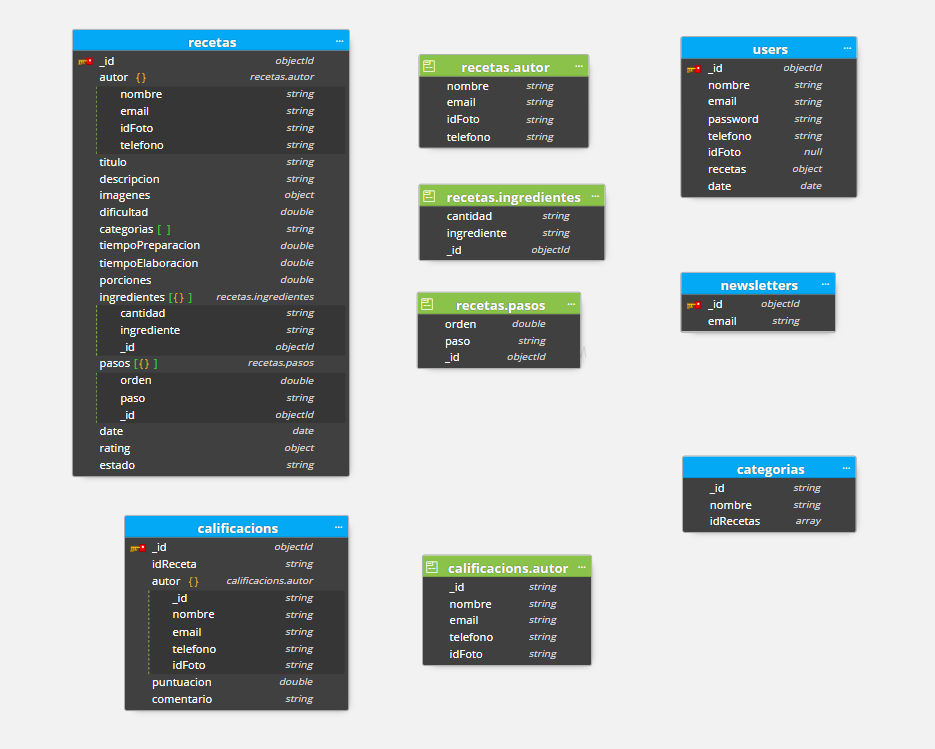 recetas ...
_id objectId
autor { } recetas.autor
nombre string
email string
idFoto string
telefono string
titulo string
descripcion string
imagenes object
dificultad double
categorias [ ] string
tiempoPreparacion double
tiempoElaboracion double
porciones double
ingredientes [{} ] recetas.ingredientes
cantidad string
ingrediente string
_id objectId
pasos [{} ] recetas.pasos
orden double
paso string
_id objectId
date date
rating object
estado string
calificacions ...
_id objectId
idReceta string
autor { } calificacions.autor
_id string
nombre string
email string
telefono string
idFoto string
puntuacion double
comentario string
recetas.autor ...
nombre string
email string
idFoto string
telefono string
recetas.ingredientes ...
cantidad string
ingrediente string
_id objectId
recetas.pasos ...
orden double
paso string
_id objectId
calificacions.autor ...
_id string
nombre string
email string
telefono string
idFoto string
users ...
_id objectId
nombre string
email string
password string
telefono string
idFoto null
recetas object
date date
newsletters ...
_id objectId
email string
categorias ...
_id string
nombre string
idRecetas array